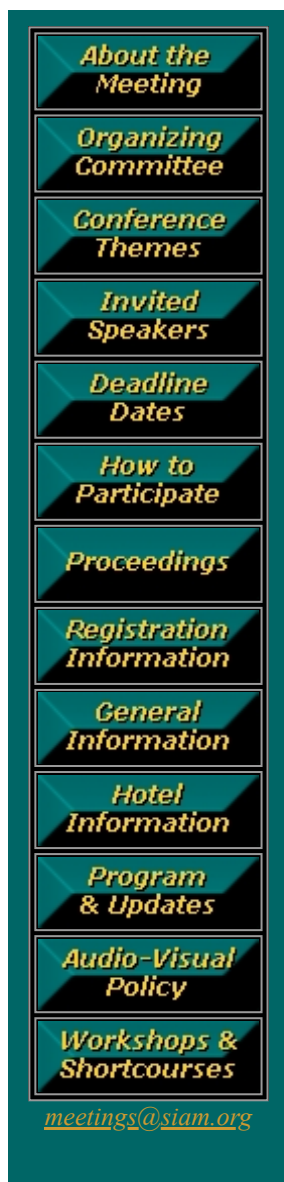 About the
Meeting
Organizing
Committee
Conference
Themes
Invited
Speakers
Deadline
Dates
How to
Participate
Proceedings
Registration
Information
General
Information
Hotel
Information
Program
& Updates
Audio-Visual
Policy
Workshops &
Shortcourses
meetings@siam.org